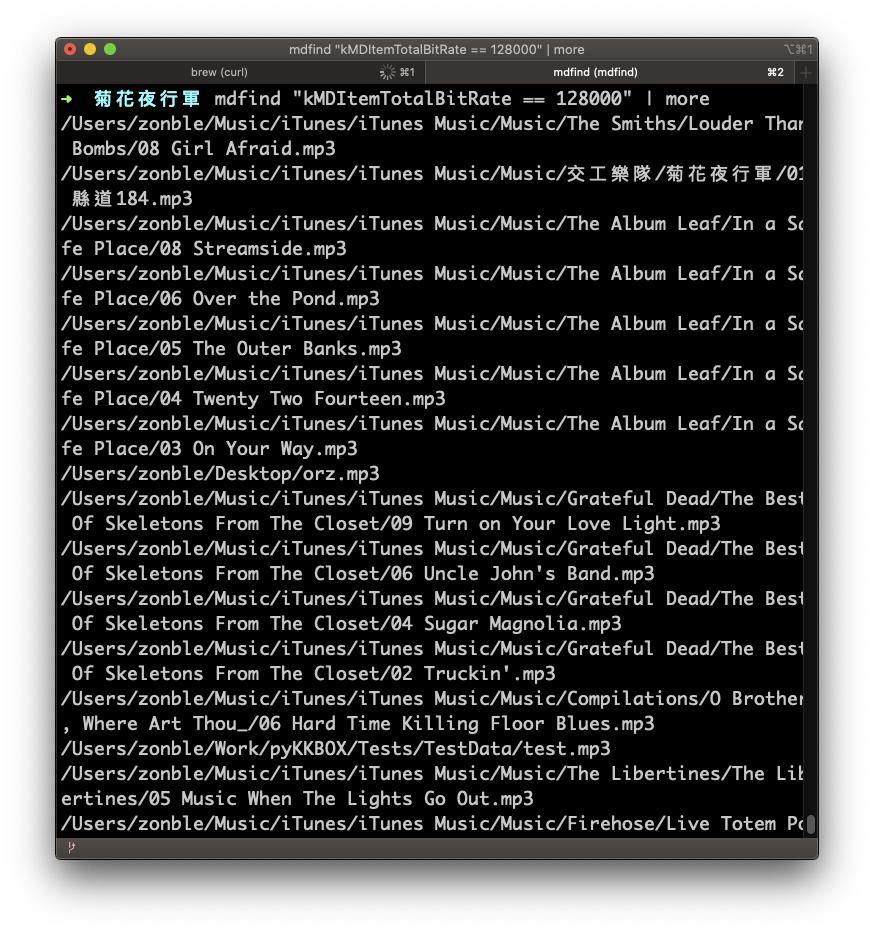 mdfind "kMDItemTotalBitRate == 128000" | more
⌥⌘1
brew (curl)
⌘1
mdfind (mdfind)
⌘2
+
➜ 菊花夜行軍 mdfind "kMDItemTotalBitRate == 128000" | more
/Users/zonble/Music/iTunes/iTunes Music/Music/The Smiths/Louder Than
Bombs/08 Girl Afraid.mp3
/Users/zonble/Music/iTunes/iTunes Music/Music/交工樂隊/菊花夜行軍/01
縣道184.mp3
/Users/zonble/Music/iTunes/iTunes Music/Music/The Album Leaf/In a Sa
fe Place/08 Streamside.mp3
/Users/zonble/Music/iTunes/iTunes Music/Music/The Album Leaf/In a Sa
fe Place/06 Over the Pond.mp3
/Users/zonble/Music/iTunes/iTunes Music/Music/The Album Leaf/In a Sa
fe Place/05 The Outer Banks.mp3
/Users/zonble/Music/iTunes/iTunes Music/Music/The Album Leaf/In a Sa
fe Place/04 Twenty Two Fourteen.mp3
/Users/zonble/Music/iTunes/iTunes Music/Music/The Album Leaf/In a Sa
fe Place/03 On Your Way.mp3
/Users/zonble/Desktop/orz.mp3
/Users/zonble/Music/iTunes/iTunes Music/Music/Grateful Dead/The Best
Of Skeletons From The Closet/09 Turn on Your Love Light.mp3
/Users/zonble/Music/iTunes/iTunes Music/Music/Grateful Dead/The Best
Of Skeletons From The Closet/06 Uncle John's Band.mp3
/Users/zonble/Music/iTunes/iTunes Music/Music/Grateful Dead/The Best
Of Skeletons From The Closet/04 Sugar Magnolia.mp3
/Users/zonble/Music/iTunes/iTunes Music/Music/Grateful Dead/The Best
Of Skeletons From The Closet/02 Truckin'.mp3
/Users/zonble/Music/iTunes/iTunes Music/Music/Compilations/O Brother
, Where Art Thou_/06 Hard Time Killing Floor Blues.mp3
/Users/zonble/Work/pyKKBOX/Tests/TestData/test.mp3
/Users/zonble/Music/iTunes/iTunes Music/Music/The Libertines/The Lib
ertines/05 Music When The Lights Go Out.mp3
/Users/zonble/Music/iTunes/iTunes Music/Music/Firehose/Live Totem Po